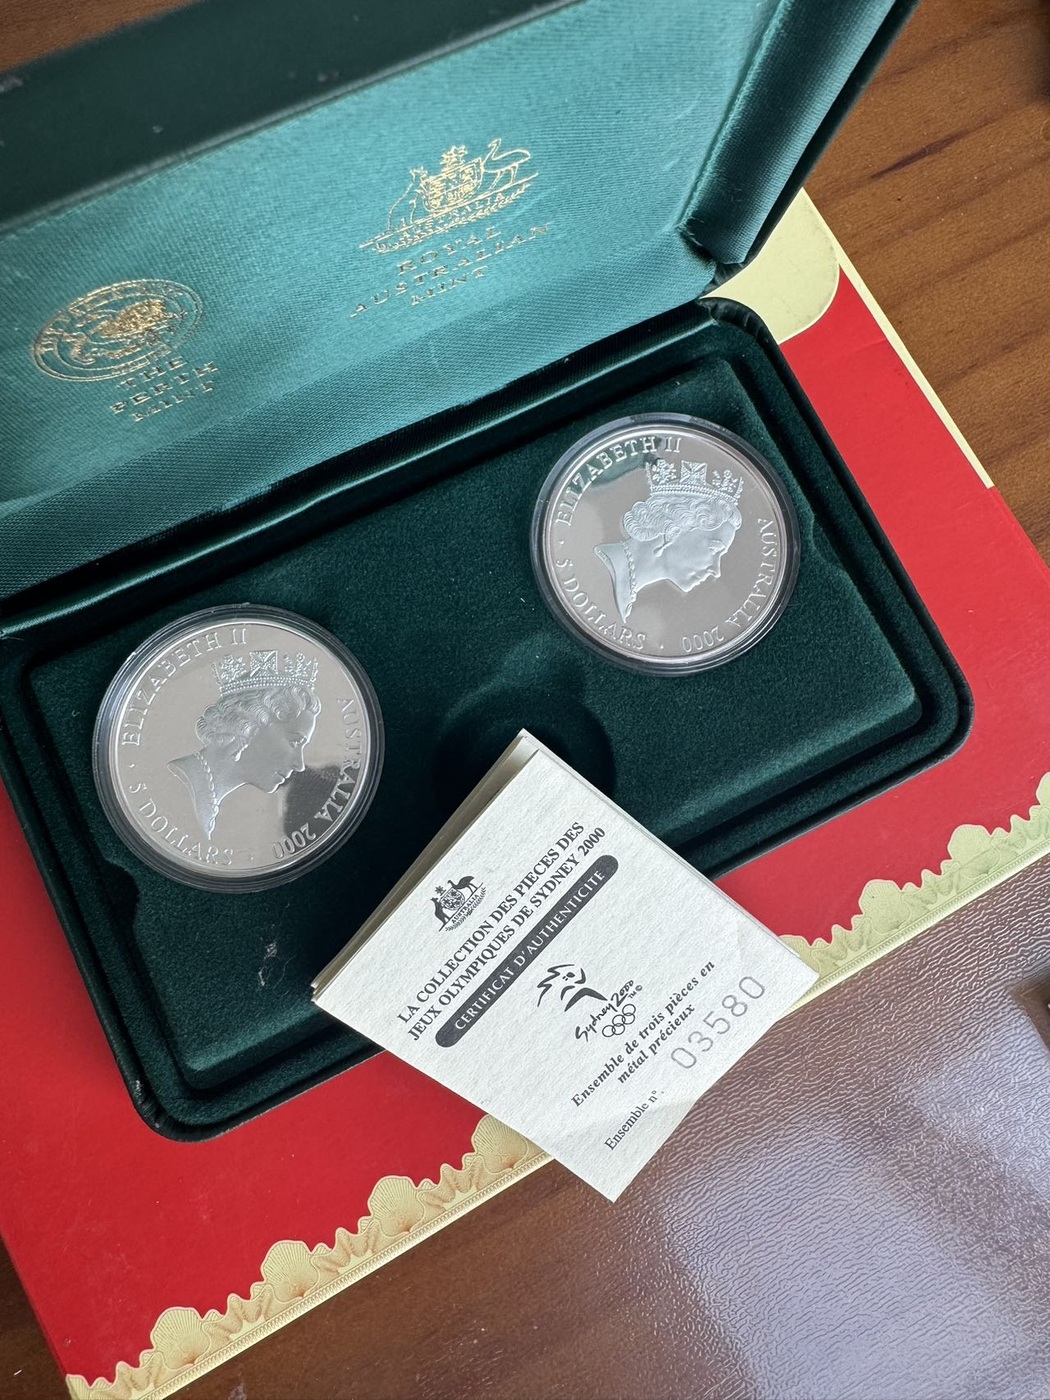 AUSTRALIA
ROYAL
AUSTRALIAN
MINT
THE
PERTH
MINT
ELIZABETH II
AUSTRALIA
2000
5 DOLLARS
ELIZABETH II
AUSTRALIA
2000
5 DOLLARS
AUSTRALIA
LA COLLECTION DES PIECES DES
JEUX OLYMPIQUES DE SYDNEY 2000
CERTIFICAT D'AUTHENTICITE
Sydney 2000
TM ©
Ensemble de trois pièces en
métal précieux
Ensemble n°. 03580